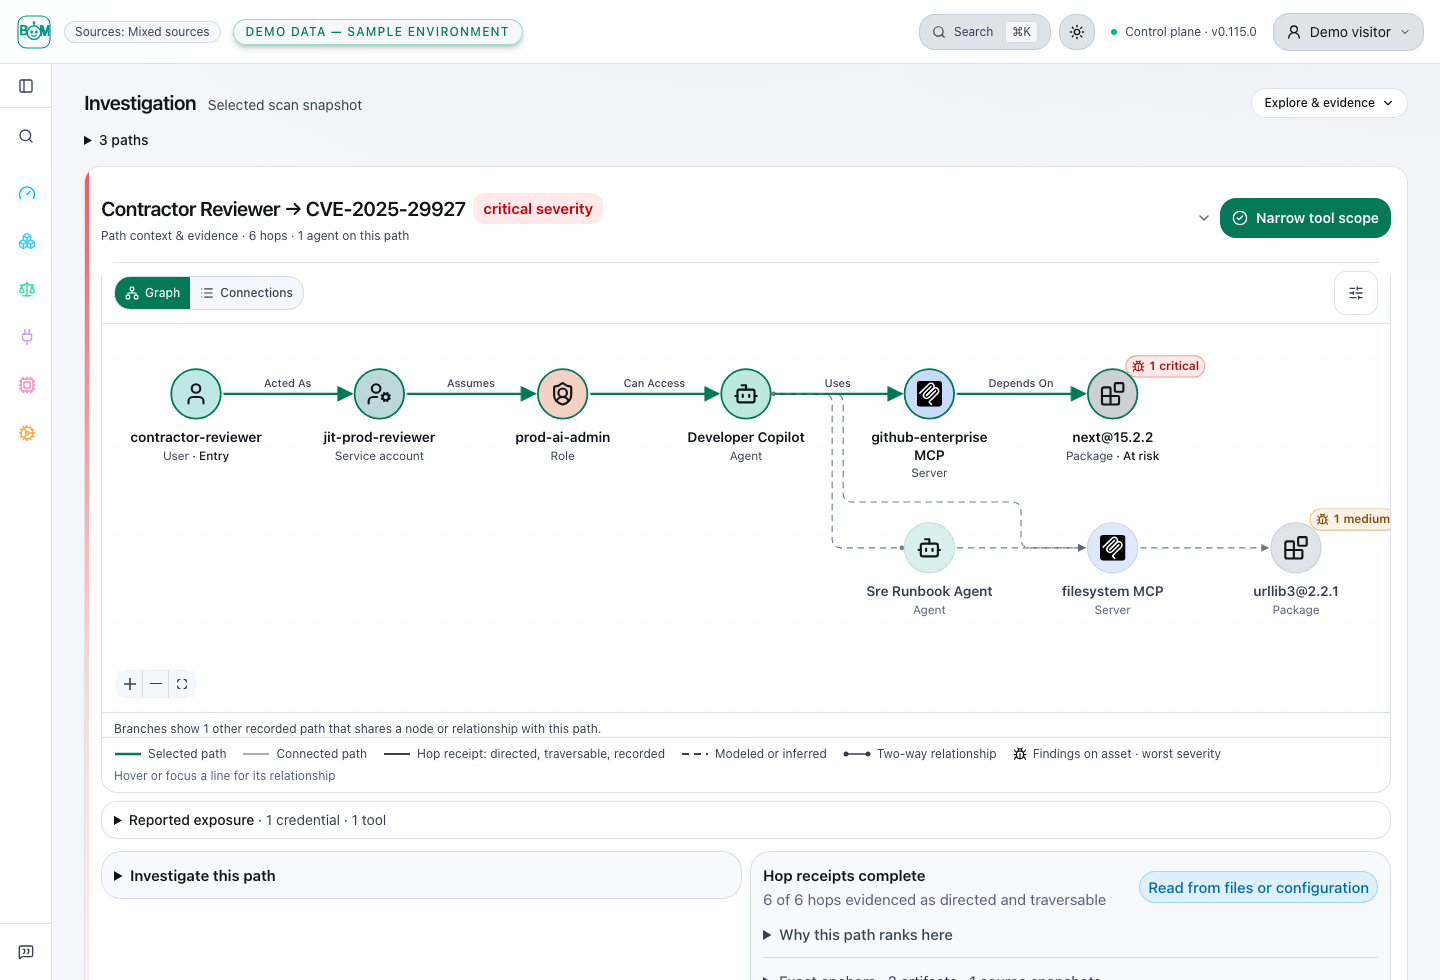 BOM
Sources: Mixed sources
DEMO DATA — SAMPLE ENVIRONMENT
Search ⌘K
Control plane · v0.115.0
Demo visitor
Investigation
Selected scan snapshot
Explore & evidence
3 paths
Contractor Reviewer → CVE-2025-29927
critical severity
Path context & evidence · 6 hops · 1 agent on this path
Narrow tool scope
Graph
Connections
1 critical
Acted As
Assumes
Can Access
Uses
Depends On
contractor-reviewer
User · Entry
jit-prod-reviewer
Service account
prod-ai-admin
Role
Developer Copilot
Agent
github-enterprise
MCP
Server
next@15.2.2
Package · At risk
1 medium
Sre Runbook Agent
Agent
filesystem MCP
Server
urllib3@2.2.1
Package
Branches show 1 other recorded path that shares a node or relationship with this path.
Selected path
Connected path
Hop receipt: directed, traversable, recorded
Modeled or inferred
Two-way relationship
Findings on asset · worst severity
Hover or focus a line for its relationship
Reported exposure · 1 credential · 1 tool
Investigate this path
Hop receipts complete
6 of 6 hops evidenced as directed and traversable
Read from files or configuration
Why this path ranks here